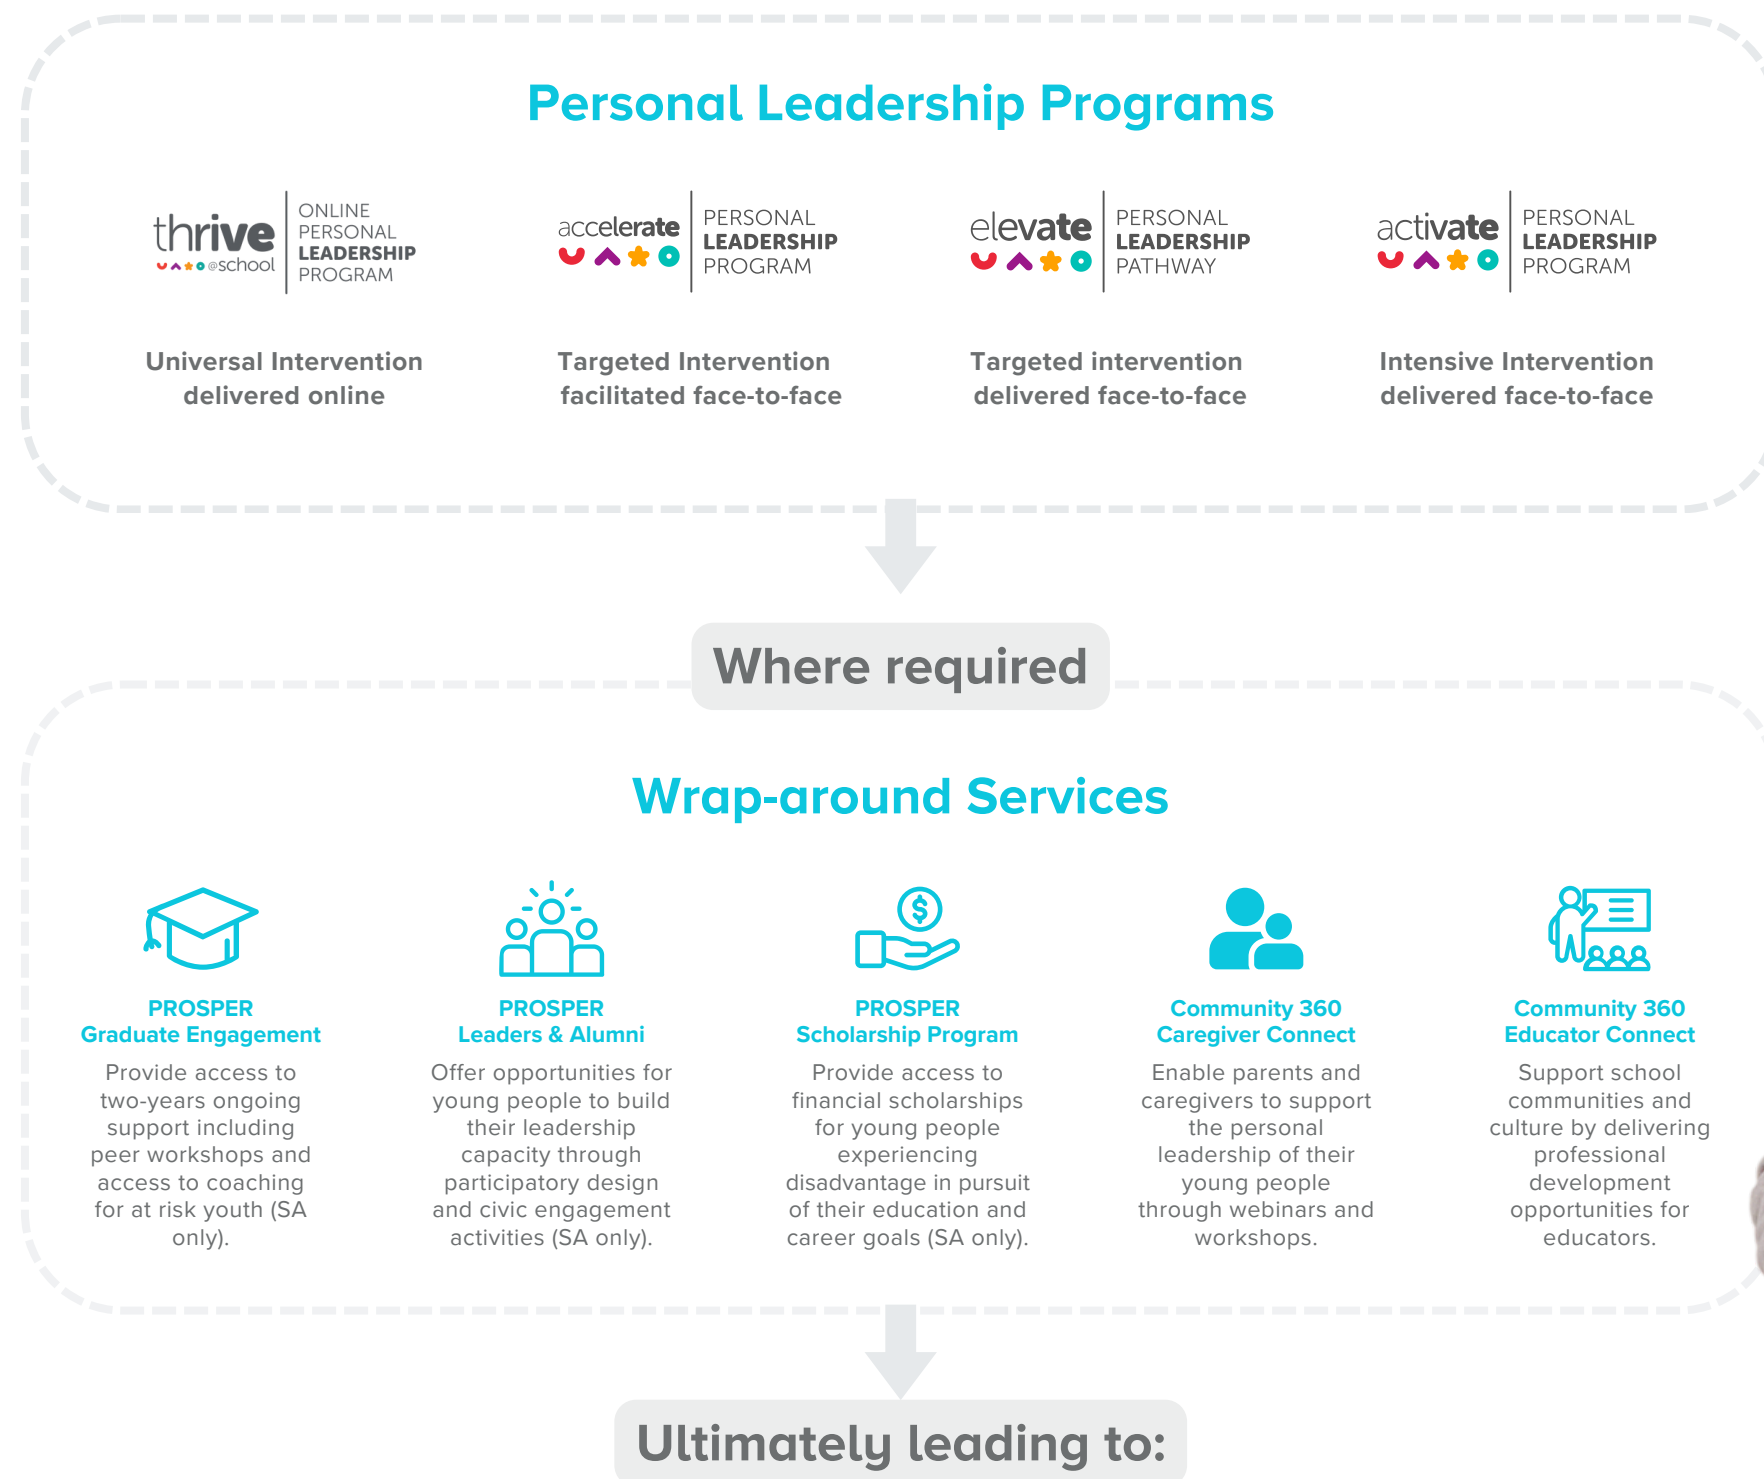 Personal Leadership Programs
thrive
@school
ONLINE
PERSONAL
LEADERSHIP
PROGRAM
Universal Intervention
delivered online
accelerate
PERSONAL
LEADERSHIP
PROGRAM
Targeted Intervention
facilitated face-to-face
elevate
PERSONAL
LEADERSHIP
PATHWAY
Targeted intervention
delivered face-to-face
activate
PERSONAL
LEADERSHIP
PROGRAM
Intensive Intervention
delivered face-to-face
Where required
Wrap-around Services
PROSPER
Graduate Engagement
Provide access to
two-years ongoing
support including
peer workshops and
access to coaching
for at risk youth (SA
only).
PROSPER
Leaders & Alumni
Offer opportunities for
young people to build
their leadership
capacity through
participatory design
and civic engagement
activities (SA only).
$
PROSPER
Scholarship Program
Provide access to
financial scholarships
for young people
experiencing
disadvantage in pursuit
of their education and
career goals (SA only).
Community 360
Caregiver Connect
Enable parents and
caregivers to support
the personal
leadership of their
young people
through webinars and
workshops.
Community 360
Educator Connect
Support school
communities and
culture by delivering
professional
development
opportunities for
educators.
Ultimately leading to: